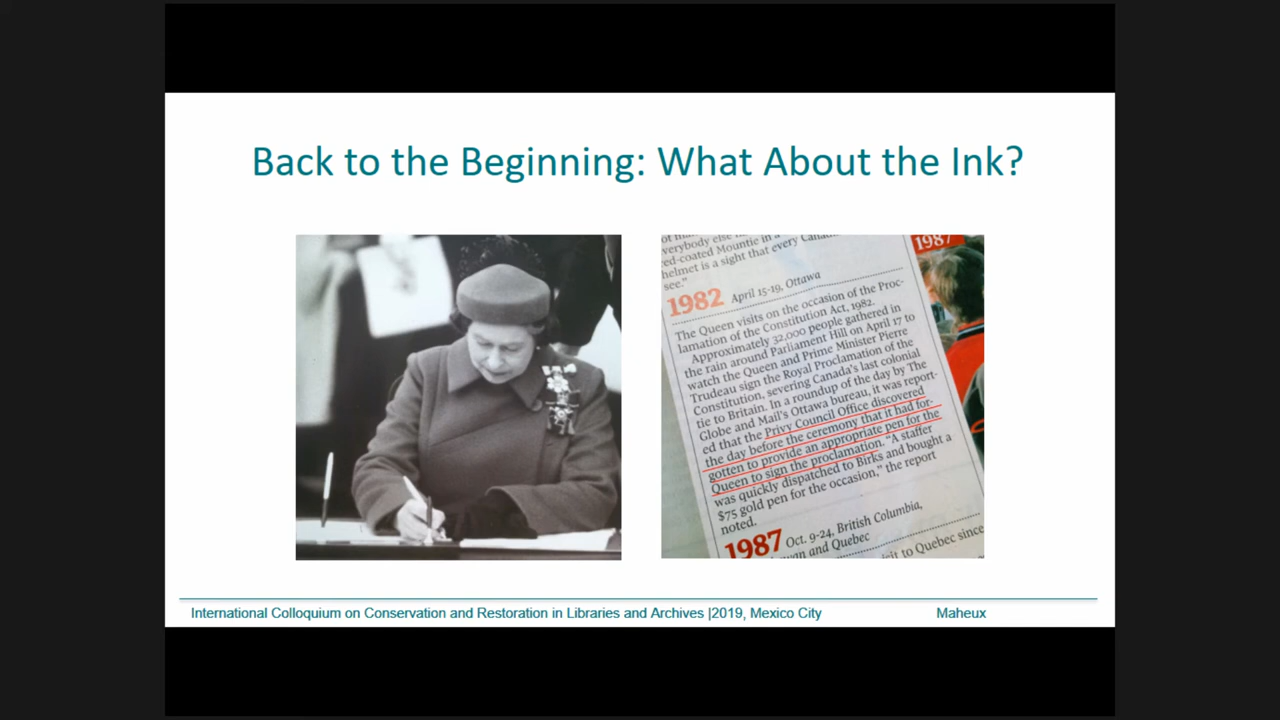 Back to the Beginning: What About the Ink?
verybody else
ed-coated Mountie in a
helmet is a sight that every
see."
1987
1982 April 15-19, Ottawa
The Queen visits on the occasion of the Proc-
lamation of the Constitution Act, 1982.
Approximately 32,000 people gathered in
the rain around Parliament Hill on April 17 to
watch the Queen and Prime Minister Pierre
Trudeau sign the Royal Proclamation of the
Constitution, severing Canada's last colonial
tie to Britain. In a roundup of the day by The
Globe and Mail's Ottawa bureau, it was report-
ed that the Privy Council Office discovered
the day before the ceremony that it had for-
gotten to provide an appropriate pen for the
Queen to sign the proclamation. "A staffer
was quickly dispatched to Birks and bought a
$75 gold pen for the occasion," the report
noted.
1987 Oct. 9-24, British Columbia,
and Quebec
visit to Quebec since
International Colloquium on Conservation and Restoration in Libraries and Archives |2019, Mexico City
Maheux